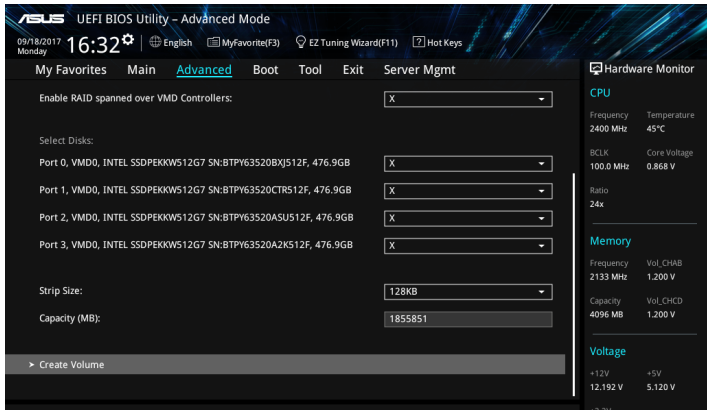 ASUS UEFI BIOS Utility – Advanced Mode
09/18/2017 Monday 16:32 English MyFavorite(F3) EZ Tuning Wizard(F11) ? Hot Keys
My Favorites Main Advanced Boot Tool Exit Server Mgmt
Enable RAID spanned over VMD Controllers: X
Select Disks:
Port 0, VMD0, INTEL SSDPEKKW512G7 SN:BTPY63520BXJ512F, 476.9GB X
Port 1, VMD0, INTEL SSDPEKKW512G7 SN:BTPY63520CTR512F, 476.9GB X
Port 2, VMD0, INTEL SSDPEKKW512G7 SN:BTPY63520ASU512F, 476.9GB X
Port 3, VMD0, INTEL SSDPEKKW512G7 SN:BTPY63520A2K512F, 476.9GB X
Strip Size: 128KB
Capacity (MB): 1855851
> Create Volume
Hardware Monitor
CPU
Frequency Temperature
2400 MHz 45°C
BCLK Core Voltage
100.0 MHz 0.868 V
Ratio
24x
Memory
Frequency Vol_CHAB
2133 MHz 1.200 V
Capacity Vol_CHCD
4096 MB 1.200 V
Voltage
+12V +5V
12.192 V 5.120 V